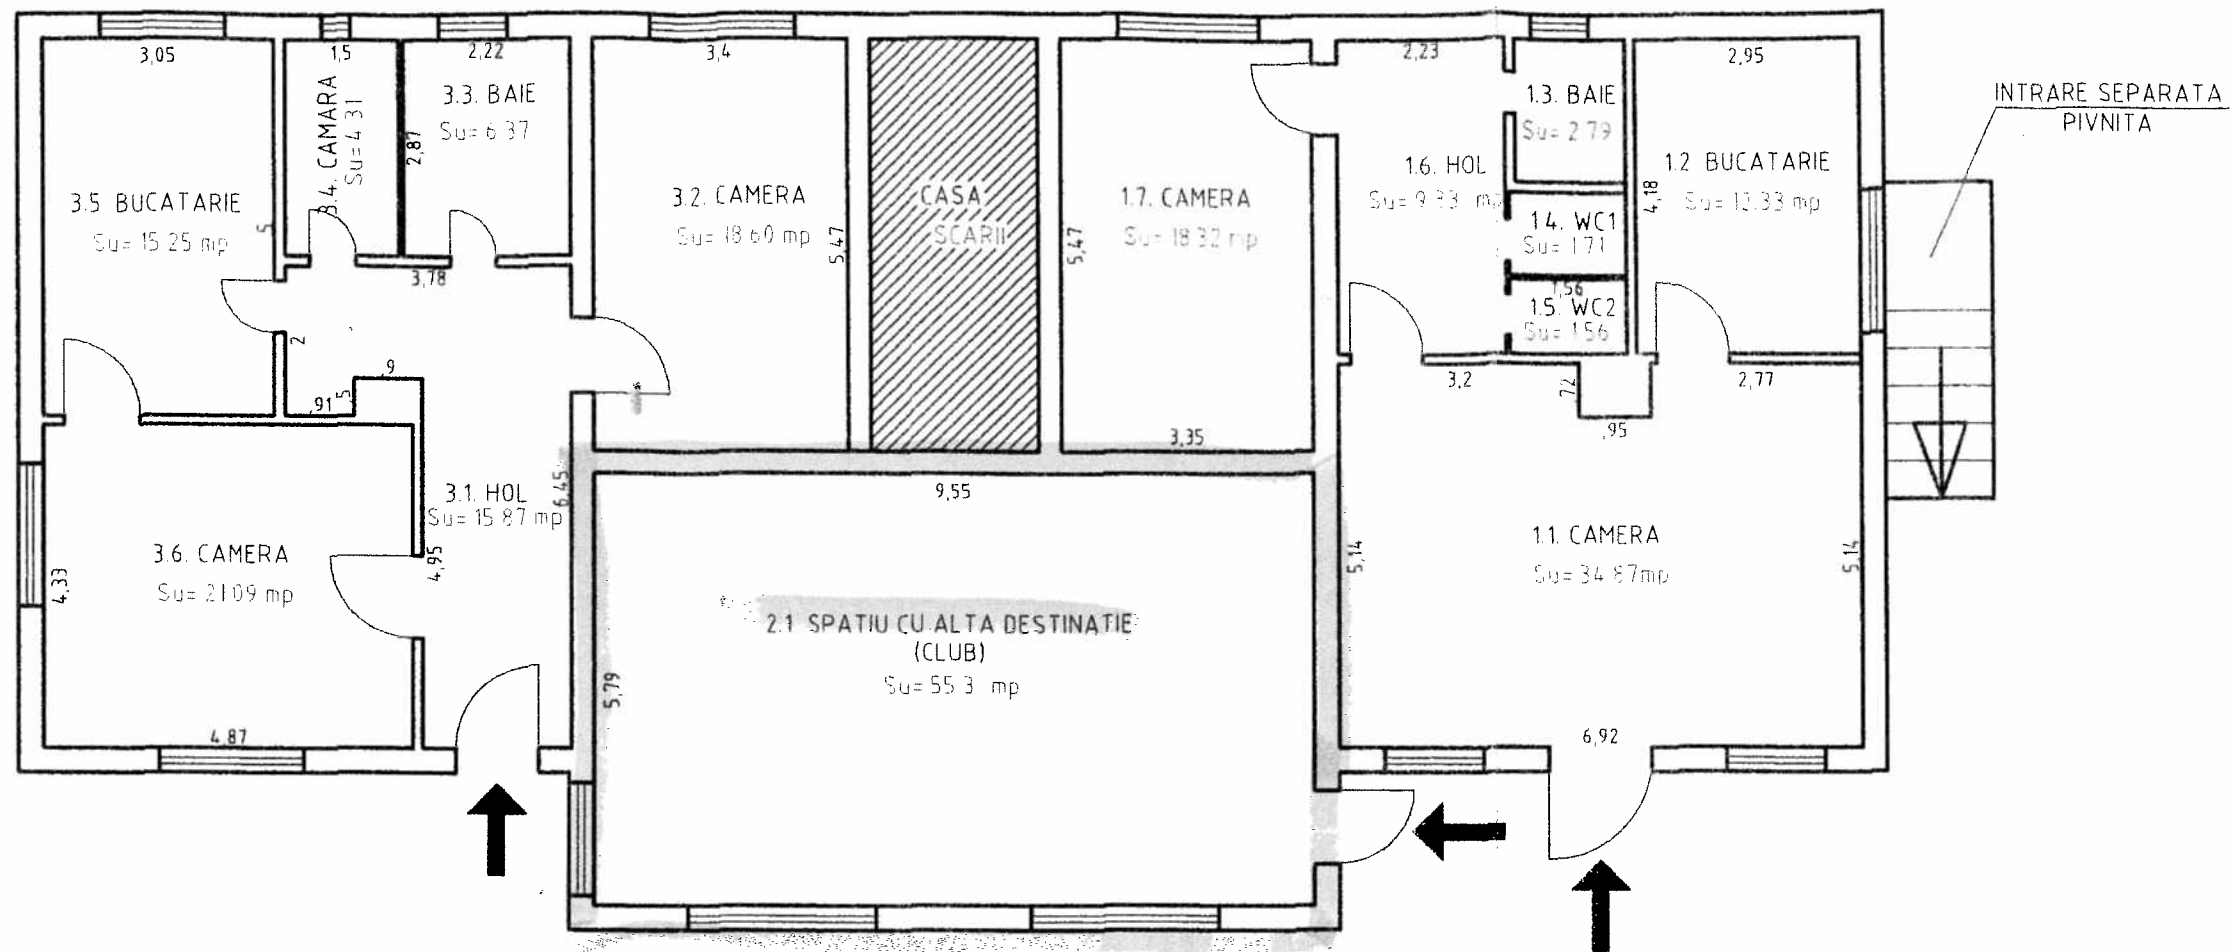 3,05
1,5
2,22
3,4
2,23
2,95
INTRARE SEPARATA
PIVNITA
3.4. CAMARA
Su= 4.31
3.3. BAIE
Su= 6.37
2,87
1.3. BAIE
Su= 2.79
3.5 BUCATARIE
Su= 15.25 mp
5
3.2. CAMERA
Su= 18.60 mp
5,47
CASA
SCARII
1.7. CAMERA
Su= 18.32 mp
5,47
1.6. HOL
Su= 9.33 mp
1.2 BUCATARIE
Su= 12.33 mp
4,18
1.4. WC1
Su= 1.71
1,56
1.5. WC2
Su= 1.56
3,78
2
,9
,91
,5
3,2
,72
,95
2,77
3,35
9,55
3.1. HOL
Su= 15.87 mp
6,45
4,95
3.6. CAMERA
Su= 21.09 mp
4,33
4,87
2.1 SPATIU CU ALTA DESTINATIE
(CLUB)
Su= 55.3 mp
5,79
1.1. CAMERA
Su= 34.87mp
5,14
5,14
6,92